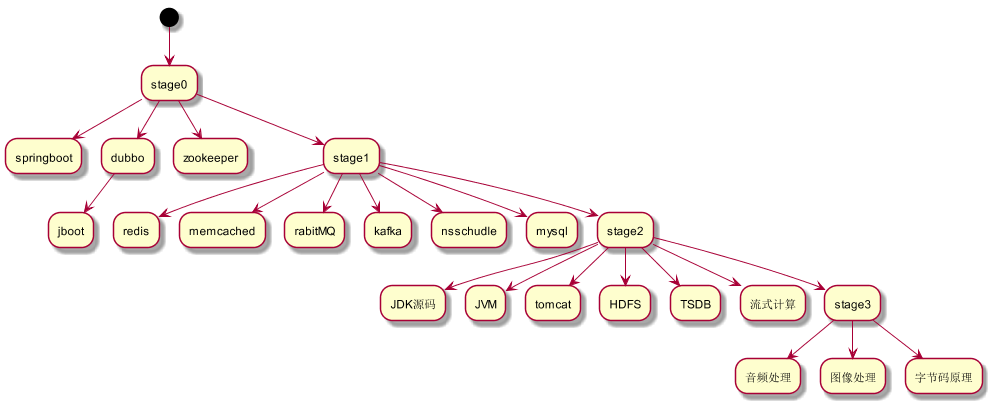 stage0
springboot
dubbo
zookeeper
stage1
jboot
redis
memcached
rabitMQ
kafka
nsschudle
mysql
stage2
JDK源码
JVM
tomcat
HDFS
TSDB
流式计算
stage3
音频处理
图像处理
字节码原理